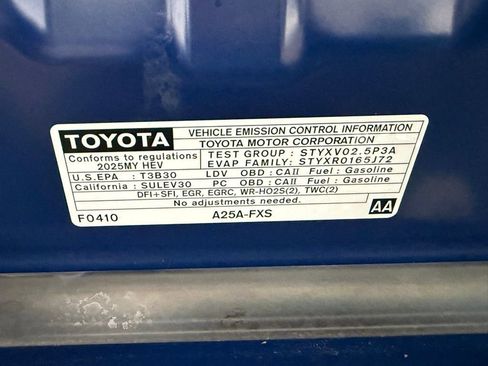 TOYOTA VEHICLE EMISSION CONTROL INFORMATION
TOYOTA MOTOR CORPORATION
Conforms to regulations TEST GROUP : STYXV02.5P3A
2025MY HEV EVAP FAMILY: STYXR0165J72
U.S.EPA : T3B30 LDV OBD : CAII Fuel : Gasoline
California : SULEV30 PC OBD : CAII Fuel : Gasoline
DFI+SFI, EGR, EGRC, WR-HO2S(2), TWC(2)
No adjustments needed.
F0410 A25A-FXS AA